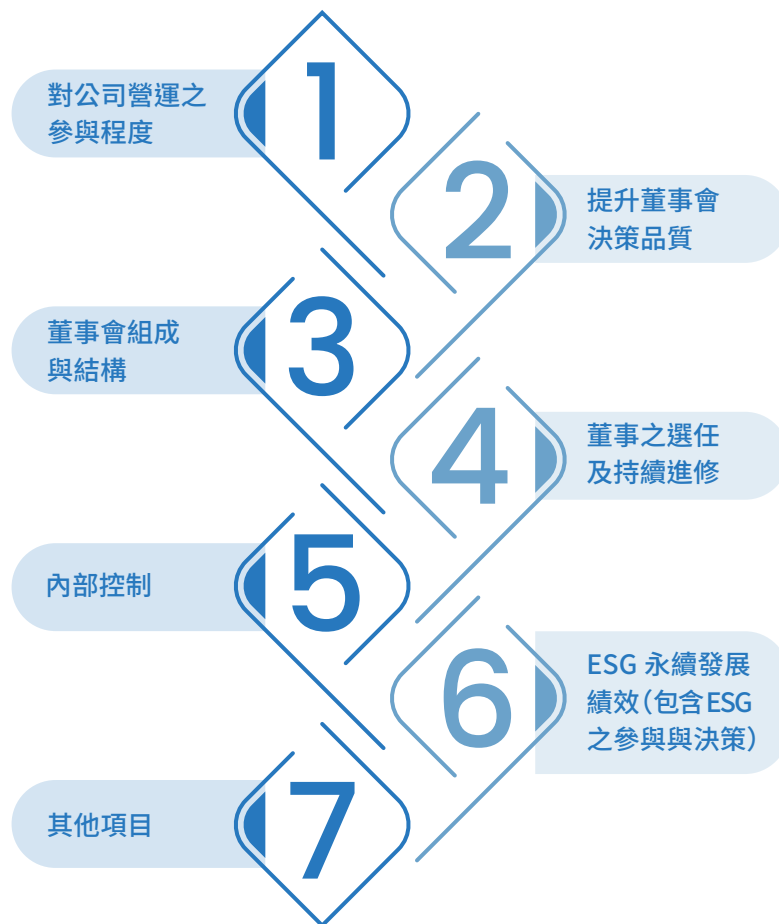 1
對公司營運之
參與程度
2
提升董事會
決策品質
3
董事會組成
與結構
4
董事之選任
及持續進修
5
內部控制
6
ESG 永續發展
績效(包含ESG
之參與與決策)
7
其他項目